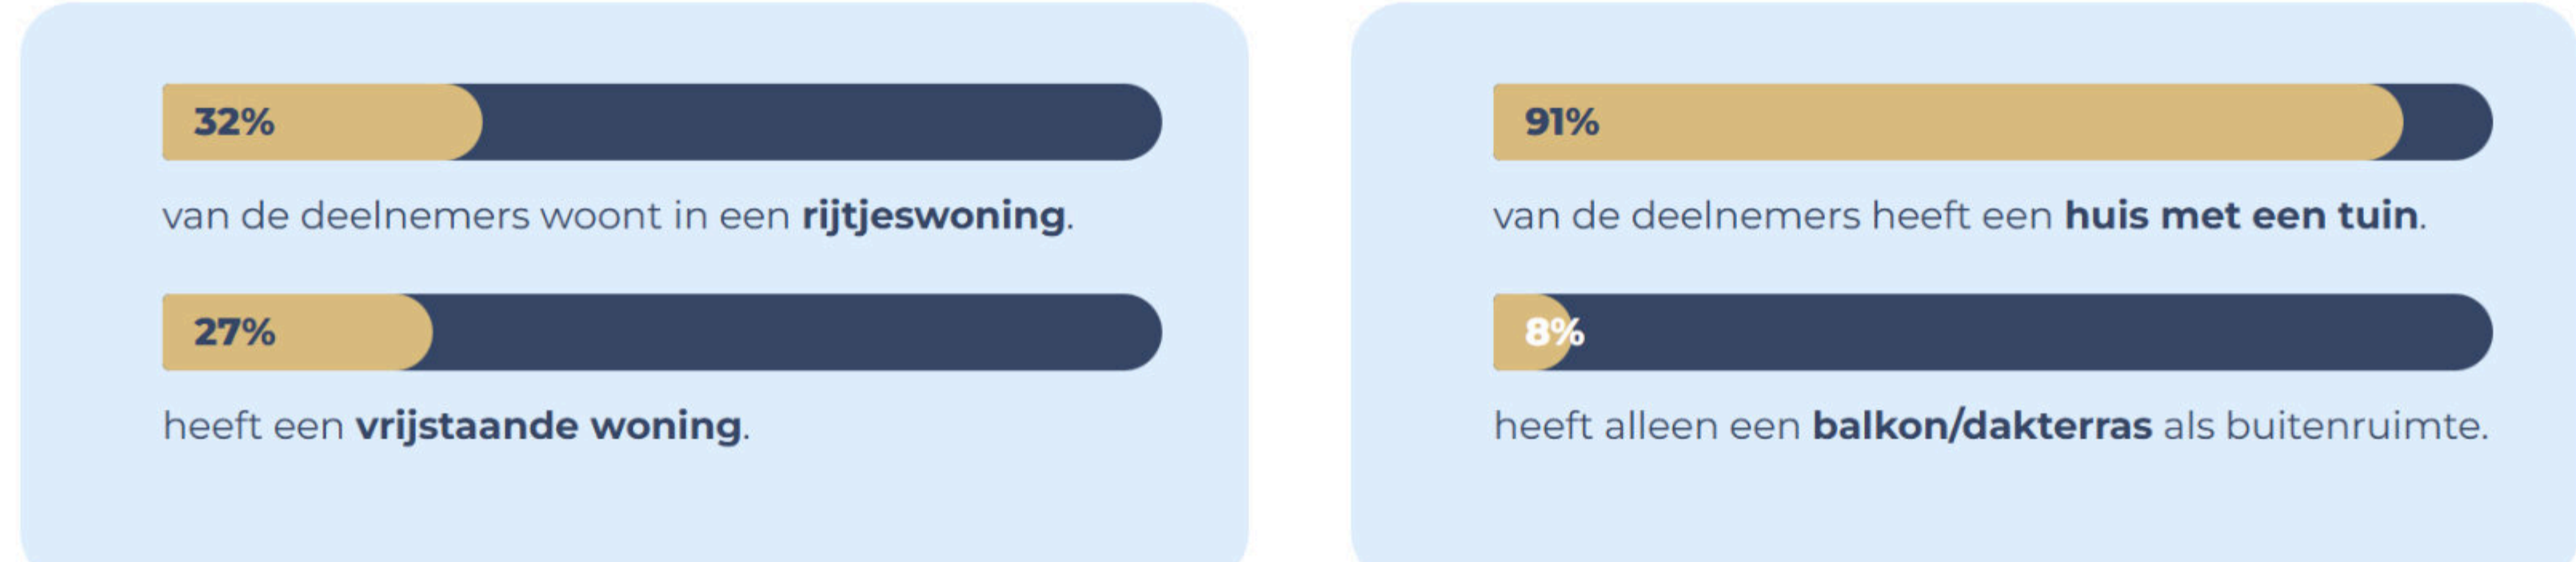 32%
van de deelnemers woont in een rijtjeswoning.
27%
heeft een vrijstaande woning.
91%
van de deelnemers heeft een huis met een tuin.
8%
heeft alleen een balkon/dakterras als buitenruimte.